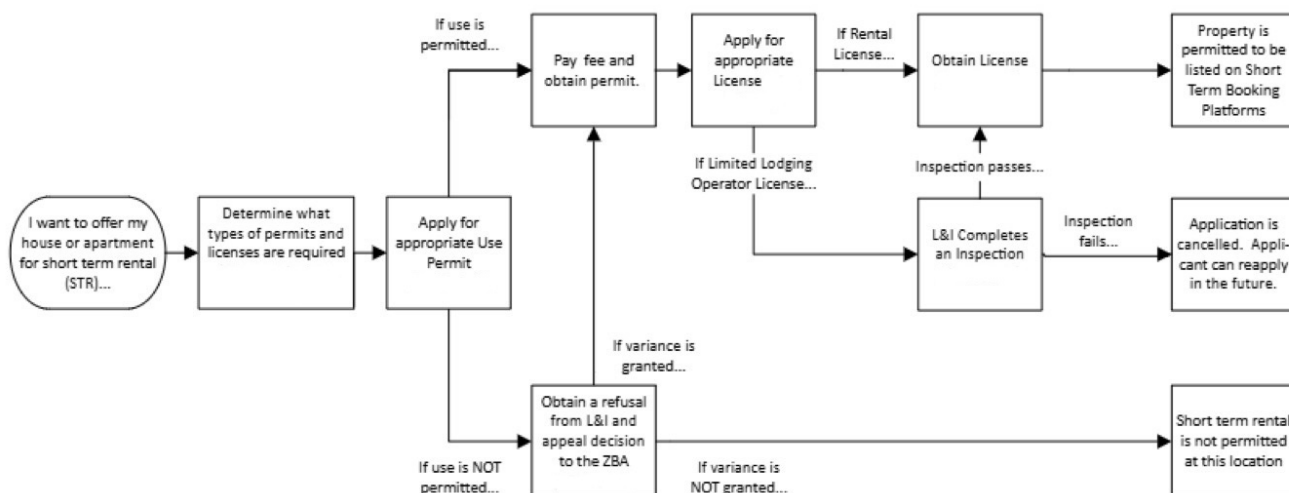 If use is
permitted...
Pay fee and
obtain permit.
Apply for
appropriate
License
If Rental
License...
Obtain License
Property is
permitted to be
listed on Short
Term Booking
Platforms
If Limited Lodging
Operator License...
Inspection passes...
I want to offer my
house or apartment
for short term rental
(STR)...
Determine what
types of permits and
licenses are required
Apply for
appropriate Use
Permit
L&I Completes
an Inspection
Inspection
fails...
Application is
cancelled. Appli-
cant can reapply
in the future.
If variance is
granted...
Obtain a refusal
from L&I and
appeal decision
to the ZBA
Short term rental
is not permitted
at this location
If use is NOT
permitted...
If variance is
NOT granted...